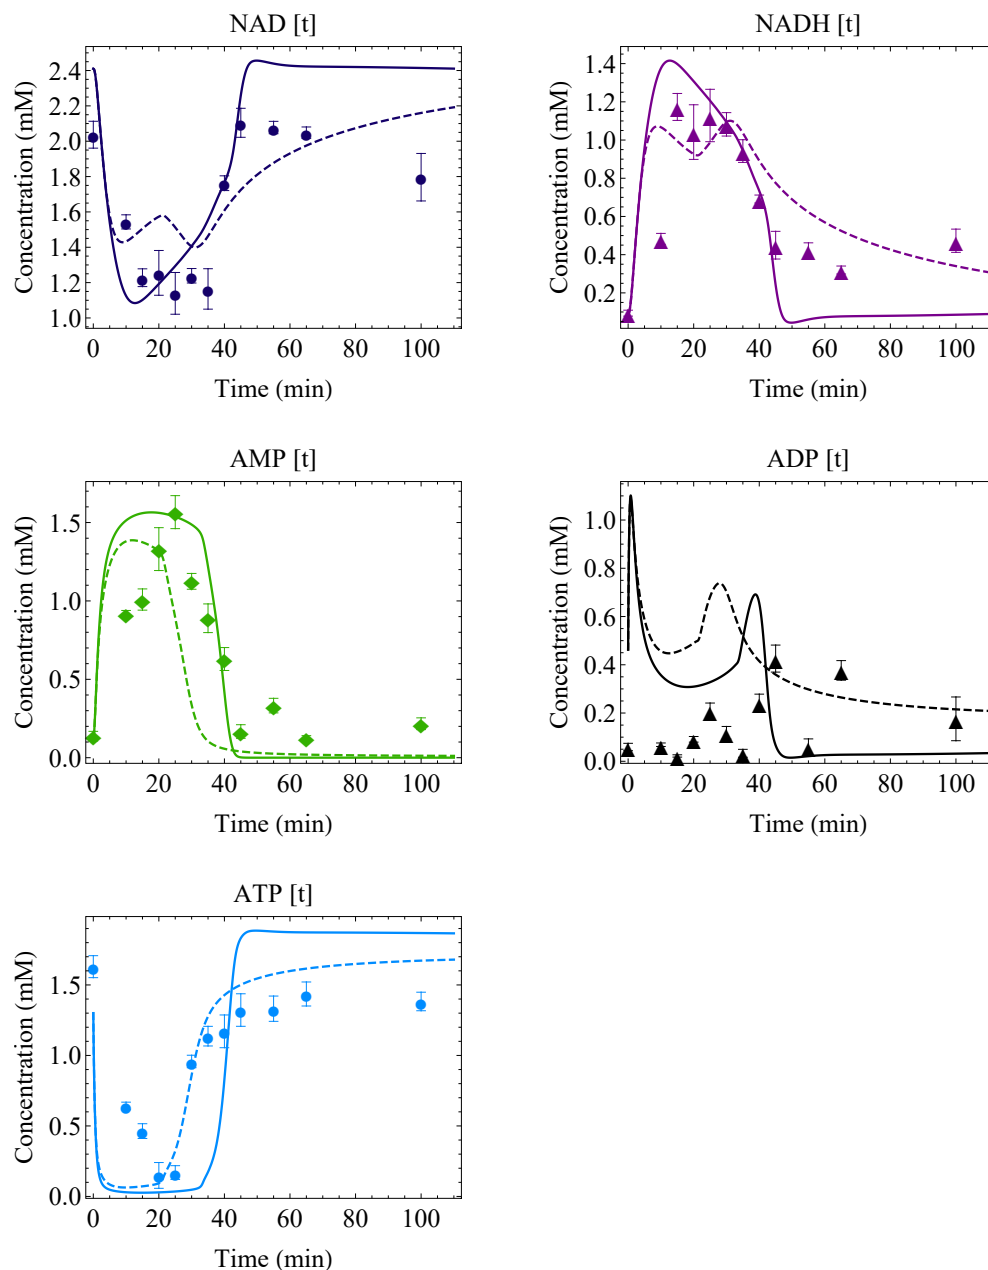 NAD [t]
Concentration (mM)
2.4
2.2
2.0
1.8
1.6
1.4
1.2
1.0
0 20 40 60 80 100
Time (min)
NADH [t]
Concentration (mM)
1.4
1.2
1.0
0.8
0.6
0.4
0.2
0 20 40 60 80 100
Time (min)
AMP [t]
Concentration (mM)
1.5
1.0
0.5
0.0
0 20 40 60 80 100
Time (min)
ADP [t]
Concentration (mM)
1.0
0.8
0.6
0.4
0.2
0.0
0 20 40 60 80 100
Time (min)
ATP [t]
Concentration (mM)
1.5
1.0
0.5
0.0
0 20 40 60 80 100
Time (min)